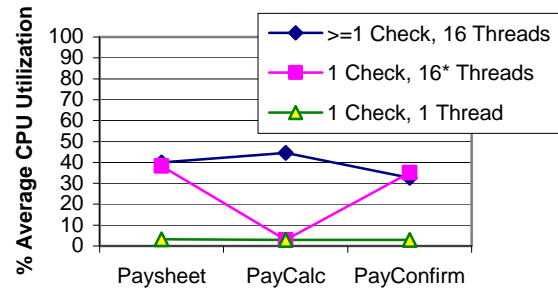 % Average CPU Utilization
100
90
80
70
60
50
40
30
20
10
0
>=1 Check, 16 Threads
1 Check, 16* Threads
1 Check, 1 Thread
Paysheet PayCalc PayConfirm